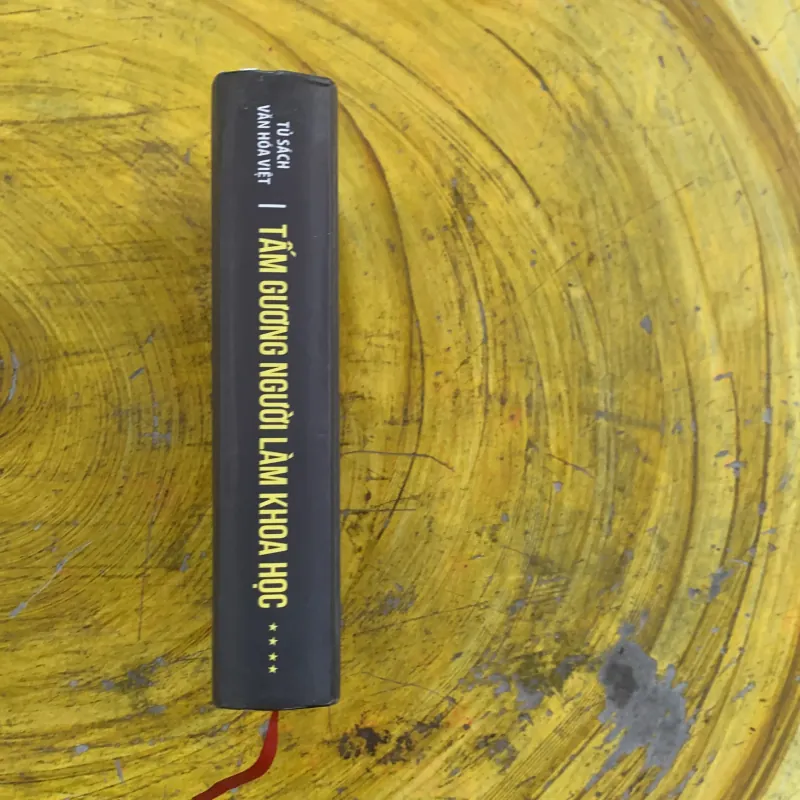 TỦ SÁCH
VĂN HÓA VIỆT
TẤM GƯƠNG NGƯỜI LÀM KHOA HỌC